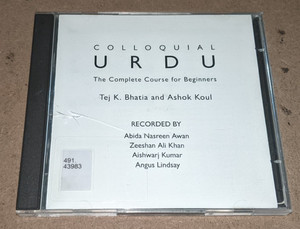 COLLOQUIAL
URDU
The Complete Course for Beginners
Tej K. Bhatia and Ashok Koul
RECORDED BY
Abida Nasreen Awan
Zeeshan Ali Khan
Aishwarj Kumar
Angus Lindsay
491.
43983